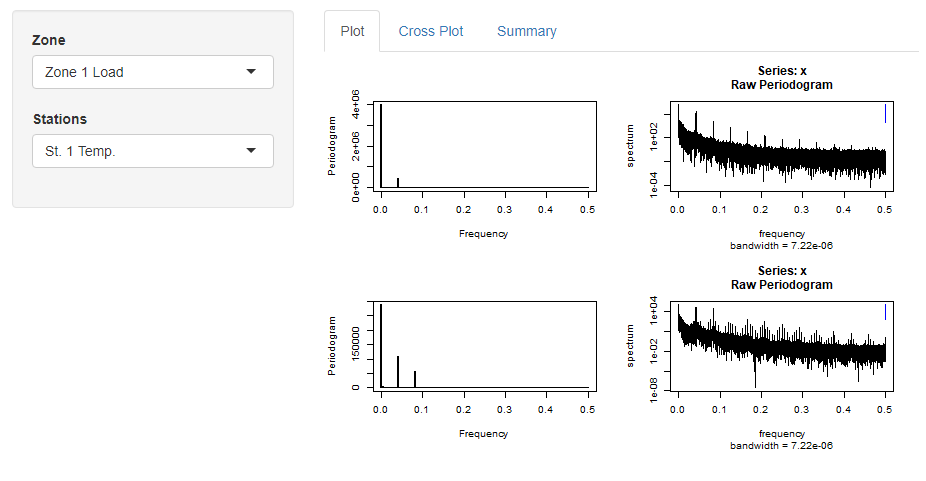 Zone
Zone 1 Load
Stations
St. 1 Temp.
Plot Cross Plot Summary
Periodogram
0e+00 2e+06 4e+06
0.0 0.1 0.2 0.3 0.4 0.5
Frequency
Series: x
Raw Periodogram
spectrum
1e-04 1e+02
0.0 0.1 0.2 0.3 0.4 0.5
frequency
bandwidth = 7.22e-06
Periodogram
0 150000
0.0 0.1 0.2 0.3 0.4 0.5
Frequency
Series: x
Raw Periodogram
spectrum
1e-08 1e-02 1e+04
0.0 0.1 0.2 0.3 0.4 0.5
frequency
bandwidth = 7.22e-06